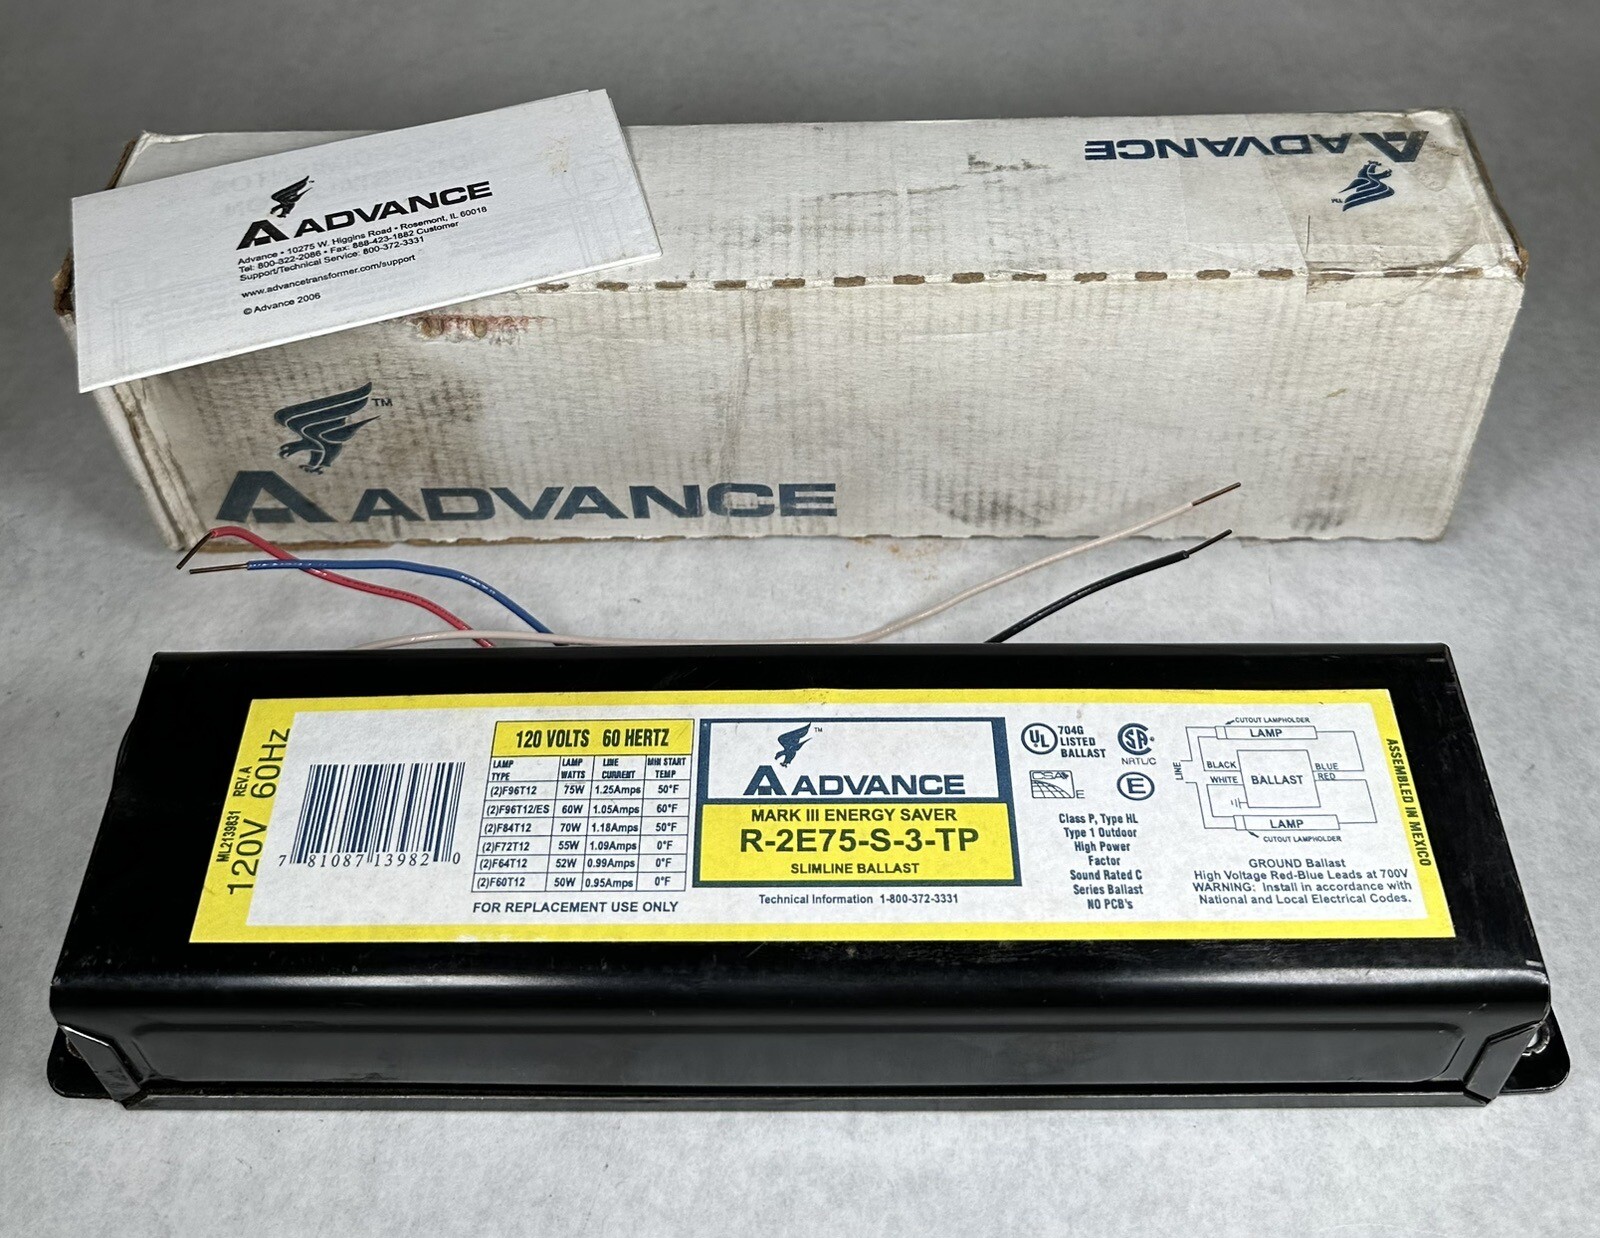 ADVANCE
TM
ADVANCE
Advance • 10275 W. Higgins Road • Rosemont, IL 60018
Tel: 800-322-2086 • Fax: 888-423-1882 Customer
Support/Technical Service: 800-372-3331
www.advancetransformer.com/support
© Advance 2006
TM
ADVANCE
ML2139831 REV. A
120V 60Hz
7 81087 13982 0
120 VOLTS 60 HERTZ
LAMP TYPE LAMP WATTS LINE CURRENT MIN START TEMP
(2)F96T12 75W 1.25Amps 50°F
(2)F96T12/ES 60W 1.05Amps 60°F
(2)F84T12 70W 1.18Amps 50°F
(2)F72T12 55W 1.09Amps 0°F
(2)F64T12 52W 0.99Amps 0°F
(2)F60T12 50W 0.95Amps 0°F
FOR REPLACEMENT USE ONLY
TM
ADVANCE
MARK III ENERGY SAVER
R-2E75-S-3-TP
SLIMLINE BALLAST
Technical Information 1-800-372-3331
UL
704G
LISTED
BALLAST
SA
NRTL/C
CSA
E
E
Class P, Type HL
Type 1 Outdoor
High Power
Factor
Sound Rated C
Series Ballast
NO PCB's
CUTOUT LAMPHOLDER
LAMP
LINE
BLACK
WHITE
BALLAST
BLUE
RED
LAMP
CUTOUT LAMPHOLDER
GROUND Ballast
High Voltage Red-Blue Leads at 700V
WARNING: Install in accordance with
National and Local Electrical Codes.
ASSEMBLED IN MEXICO